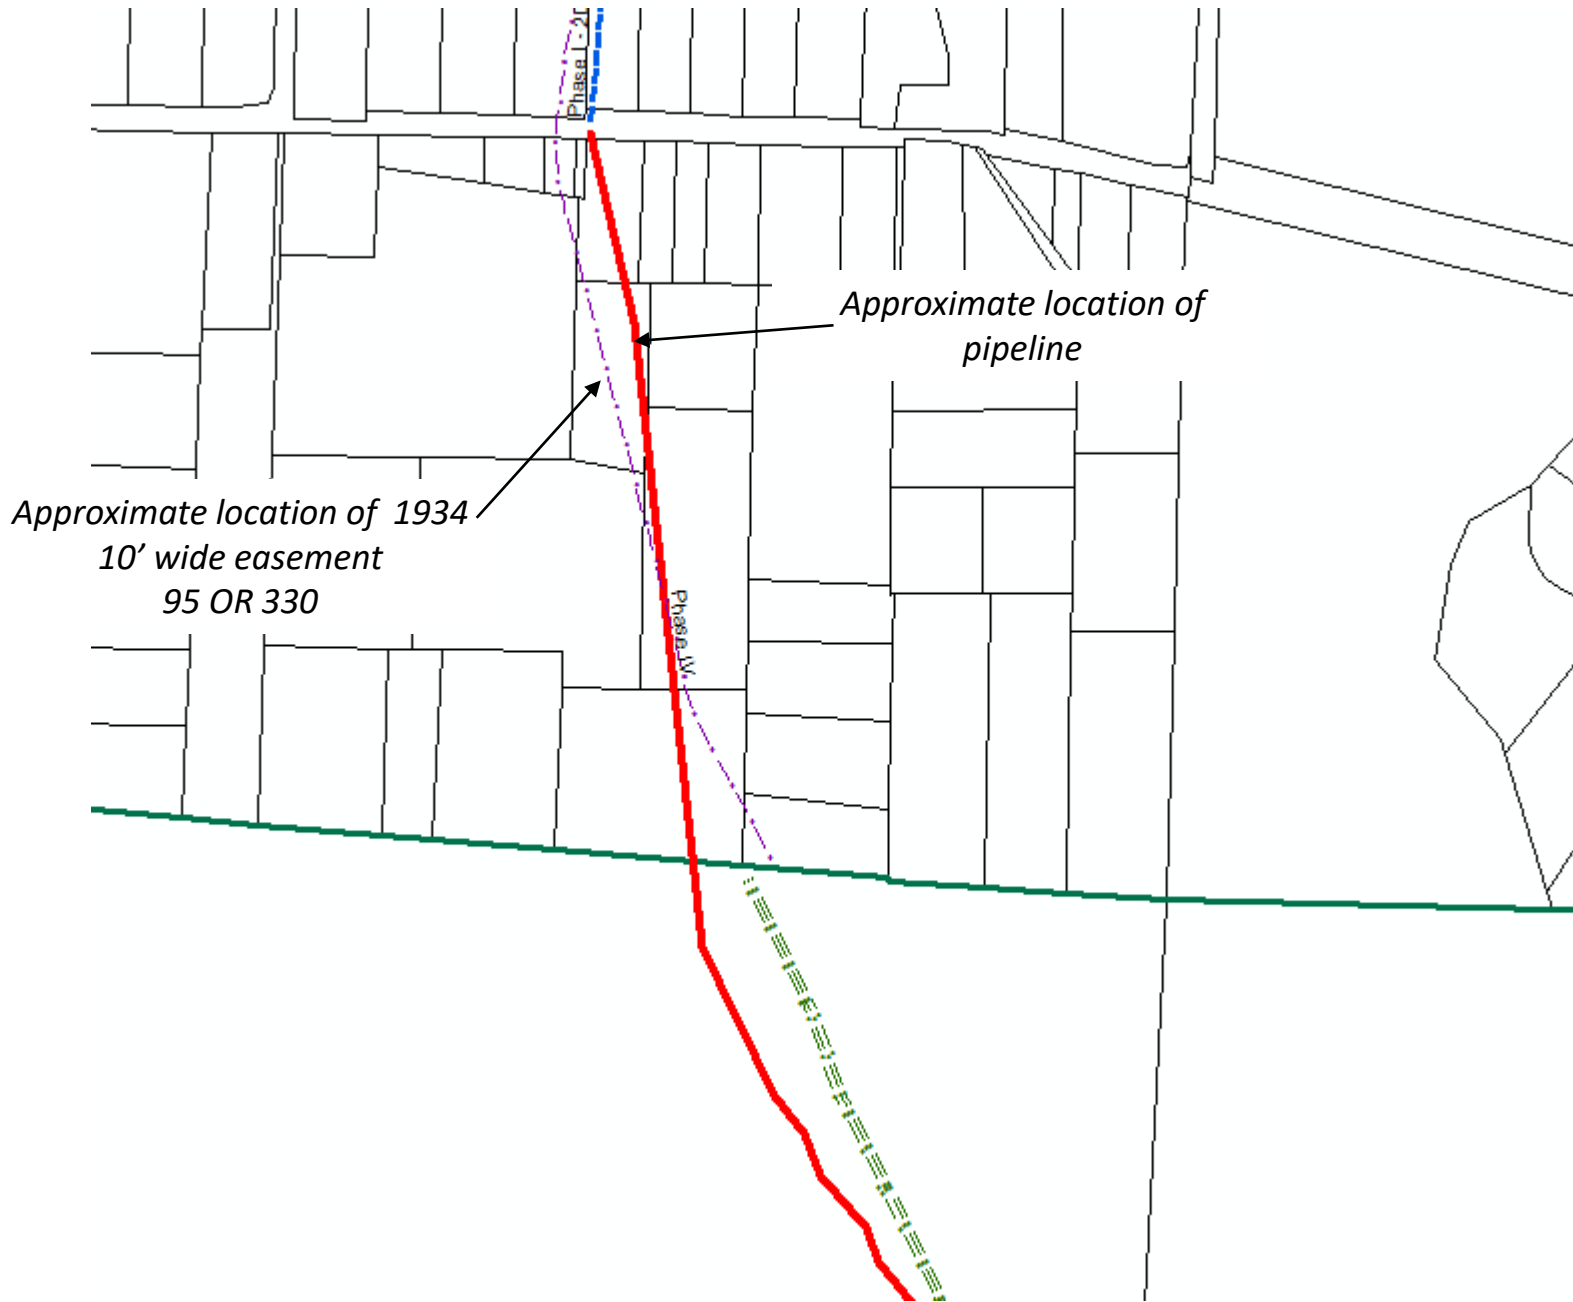 Phase I - 2
Approximate location of
pipeline
Approximate location of 1934
10’ wide easement
95 OR 330
Phase IV